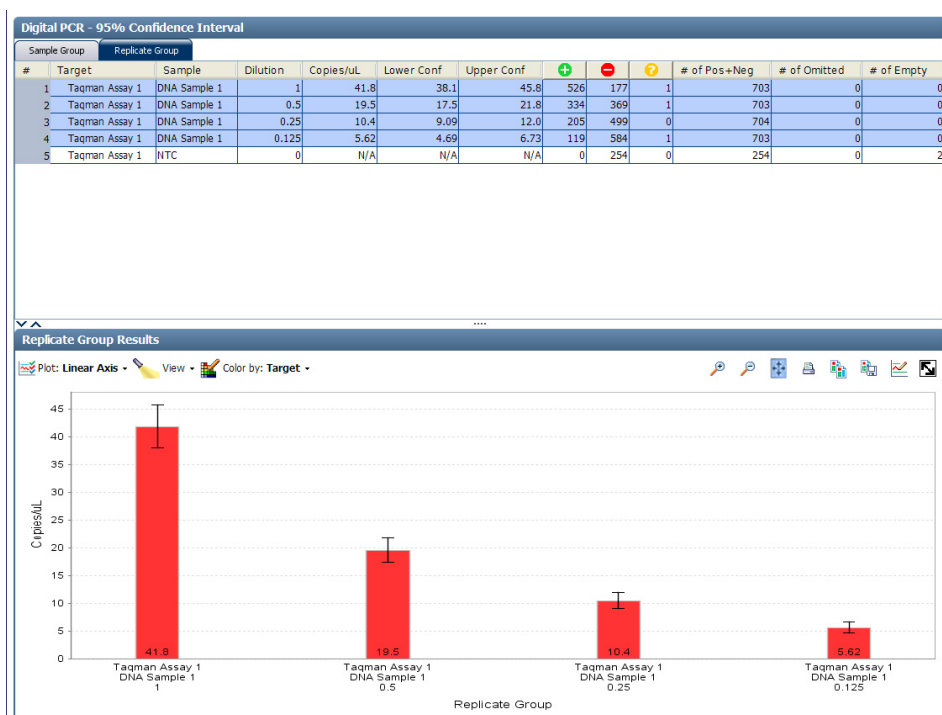 Digital PCR - 95% Confidence Interval
Sample Group Replicate Group
# Target Sample Dilution Copies/uL Lower Conf Upper Conf # of Pos+Neg # of Omitted # of Empty
1 Taqman Assay 1 DNA Sample 1 1 41.8 38.1 45.8 526 177 1 703 0 0
2 Taqman Assay 1 DNA Sample 1 0.5 19.5 17.5 21.8 334 369 1 703 0 0
3 Taqman Assay 1 DNA Sample 1 0.25 10.4 9.09 12.0 205 499 0 704 0 0
4 Taqman Assay 1 DNA Sample 1 0.125 5.62 4.69 6.73 119 584 1 703 0 0
5 Taqman Assay 1 NTC 0 N/A N/A N/A 0 254 0 254 0 2
Replicate Group Results
Plot: Linear Axis View Color by: Target
45
40
35
30
25
20
15
10
5
0
Copies/uL
41.8 19.5 10.4 5.62
Taqman Assay 1 Taqman Assay 1 Taqman Assay 1 Taqman Assay 1
DNA Sample 1 DNA Sample 1 DNA Sample 1 DNA Sample 1
1 0.5 0.25 0.125
Replicate Group